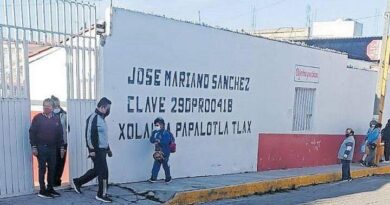 JOSE MARIANO SANCHEZ
CLAVE 29DPR0041B
XOLALPA PAPALOTLA TLAX